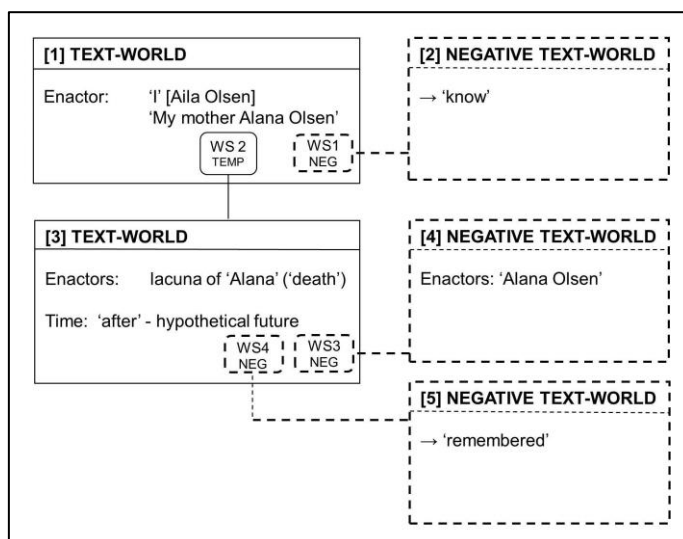 [1] TEXT-WORLD
Enactor: ‘I’ [Aila Olsen]
‘My mother Alana Olsen’
WS 2
TEMP
WS1
NEG
[2] NEGATIVE TEXT-WORLD
→ ‘know’
[3] TEXT-WORLD
Enactors: lacuna of ‘Alana’ (‘death’)
Time: ‘after’ - hypothetical future
WS4
NEG
WS3
NEG
[4] NEGATIVE TEXT-WORLD
Enactors: ‘Alana Olsen’
[5] NEGATIVE TEXT-WORLD
→ ‘remembered’